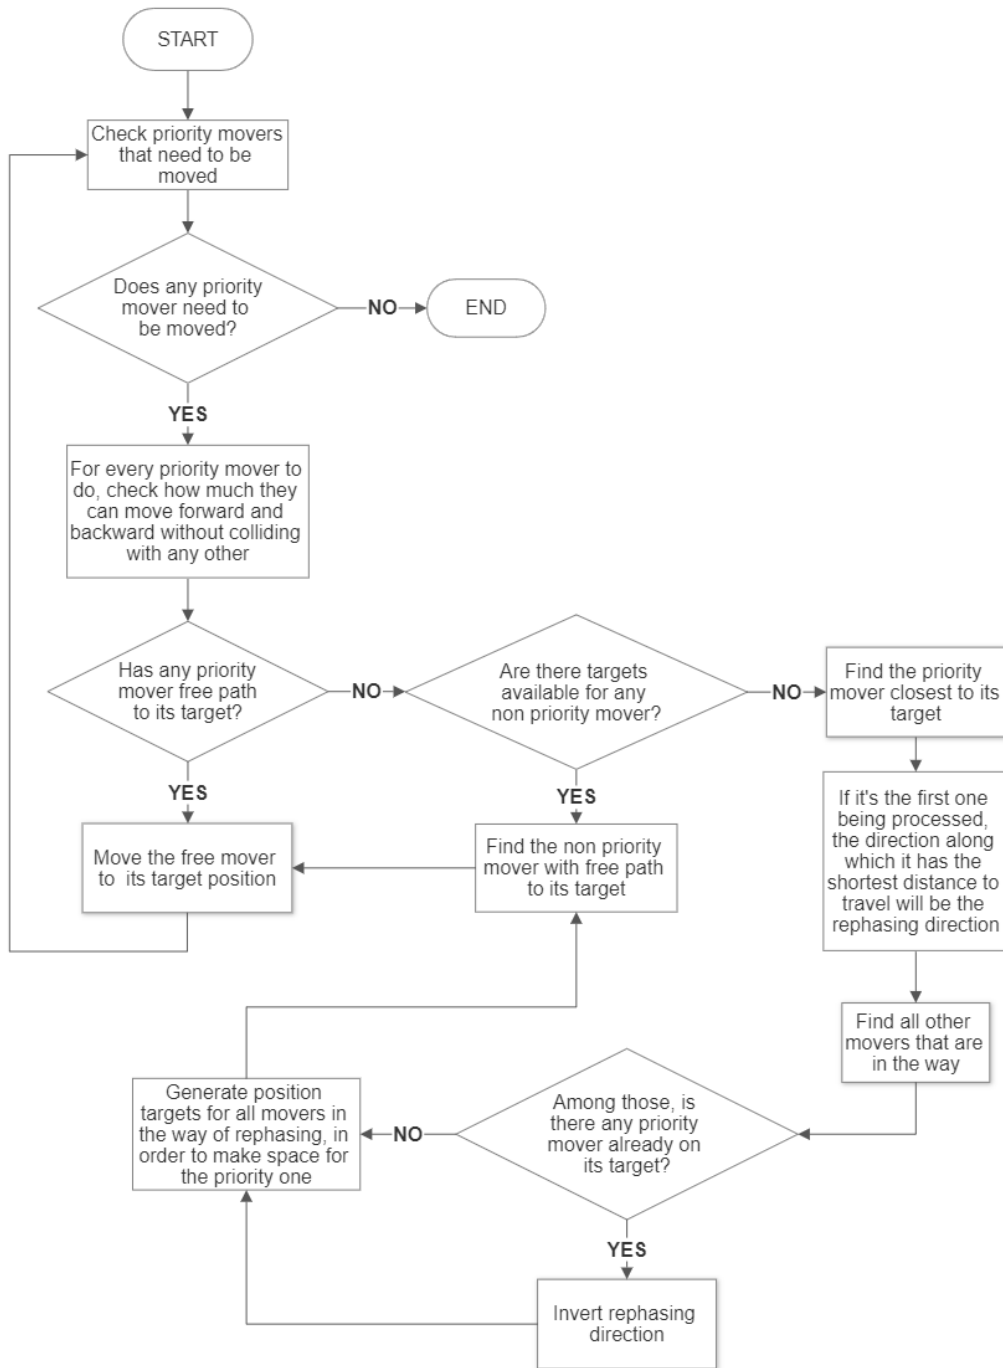 START
Check priority movers
that need to be
moved
Does any priority
mover need to
be moved?
NO
END
YES
For every priority mover to
do, check how much they
can move forward and
backward without colliding
with any other
Has any priority
mover free path
to its target?
NO
Are there targets
available for any
non priority mover?
NO
Find the priority
mover closest to its
target
YES
YES
If it's the first one
being processed,
the direction along
which it has the
shortest distance to
travel will be the
rephasing direction
Move the free mover
to its target position
Find the non priority
mover with free path
to its target
Find all other
movers that are
in the way
Among those, is
there any priority
mover already on
its target?
NO
Generate position
targets for all movers in
the way of rephasing, in
order to make space for
the priority one
YES
Invert rephasing
direction